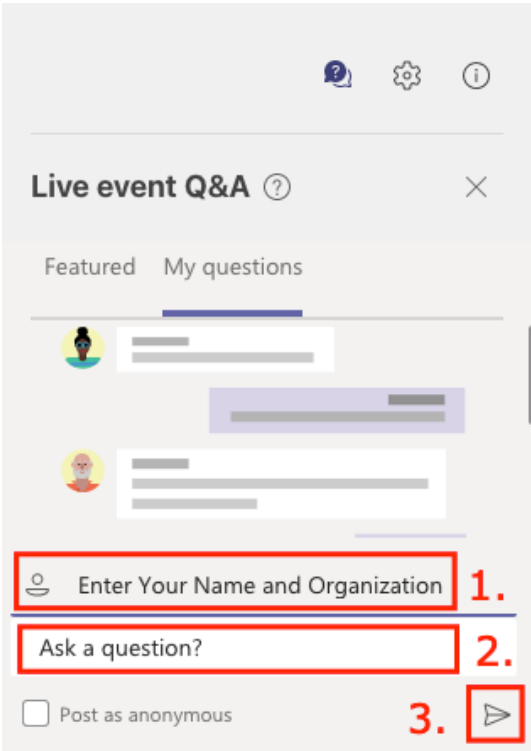 Live event Q&A
Featured My questions
Enter Your Name and Organization 1.
Ask a question? 2.
Post as anonymous 3.